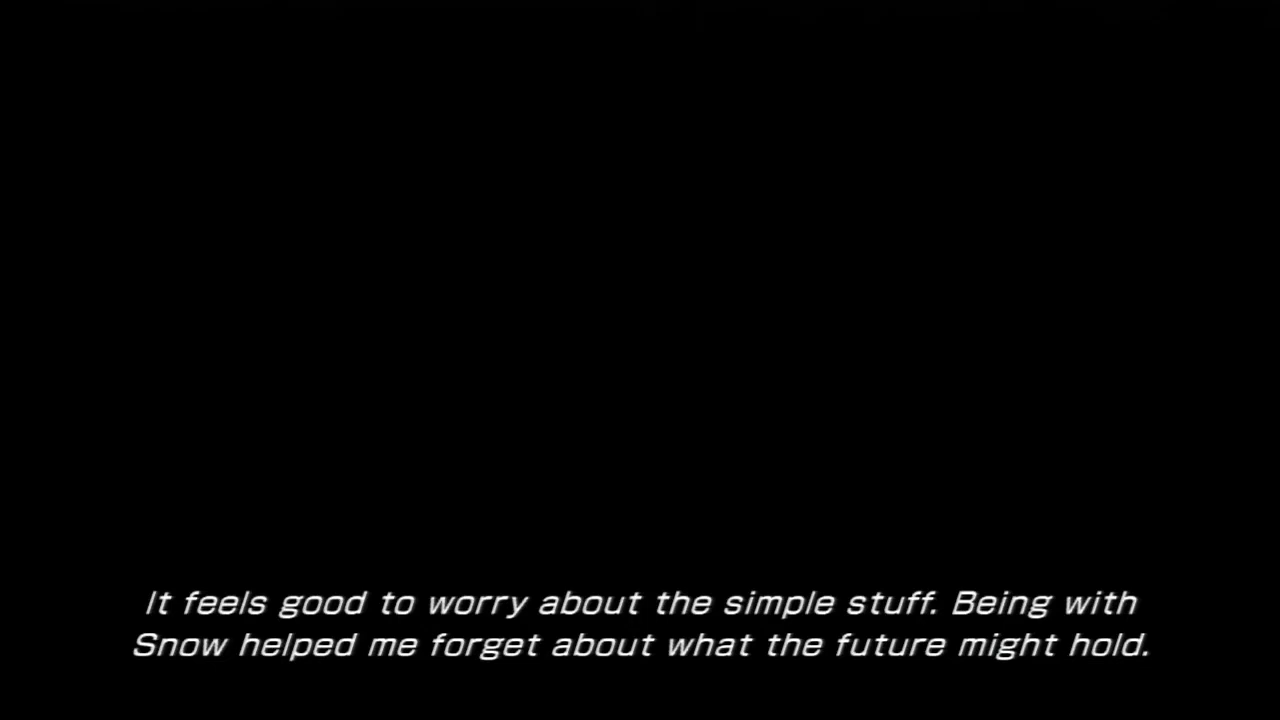 It feels good to worry about the simple stuff. Being with
Snow helped me forget about what the future might hold.